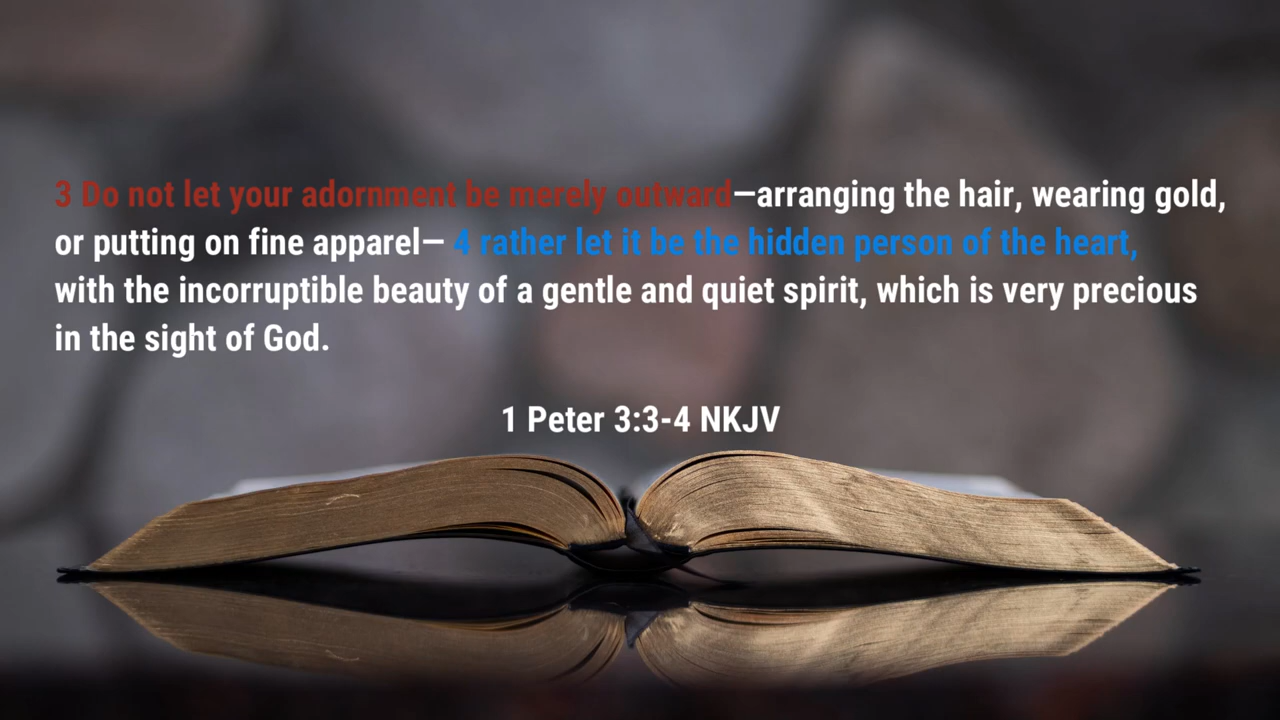 3 Do not let your adornment be merely outward—arranging the hair, wearing gold,
or putting on fine apparel— 4 rather let it be the hidden person of the heart,
with the incorruptible beauty of a gentle and quiet spirit, which is very precious
in the sight of God.
1 Peter 3:3-4 NKJV